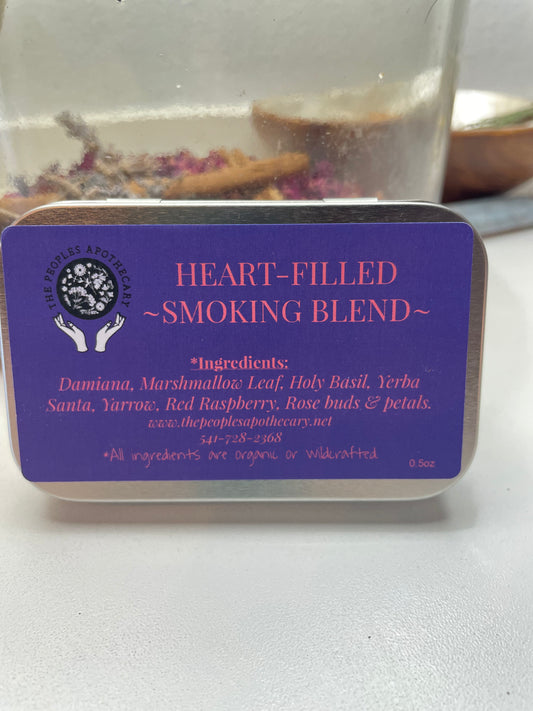 THE PEOPLES APOTHECARY
HEART-FILLED
~SMOKING BLEND~
*Ingredients:
Damiana, Marshmallow Leaf, Holy Basil, Yerba
Santa, Yarrow, Red Raspberry, Rose buds & petals.
www.thepeoplesapothecary.net
541-728-2368
*All ingredients are organic or wildcrafted
0.5oz